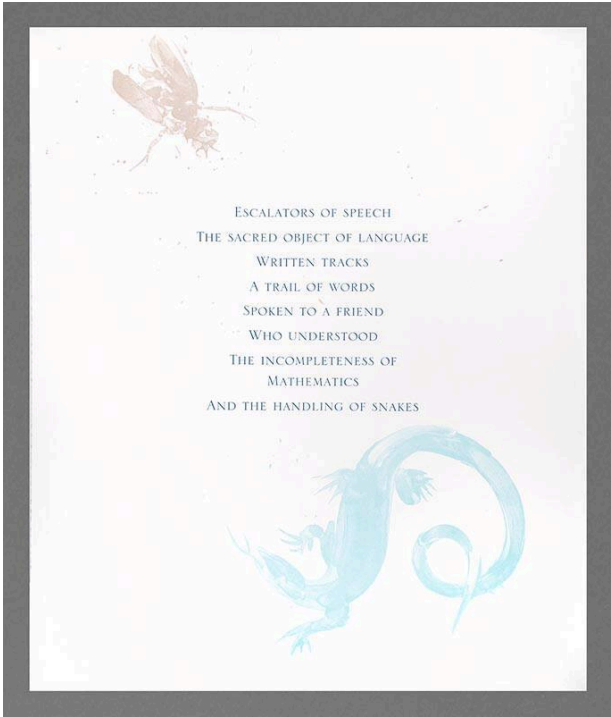 ESCALATORS OF SPEECH
THE SACRED OBJECT OF LANGUAGE
WRITTEN TRACKS
A TRAIL OF WORDS
SPOKEN TO A FRIEND
WHO UNDERSTOOD
THE INCOMPLETENESS OF
MATHEMATICS
AND THE HANDLING OF SNAKES